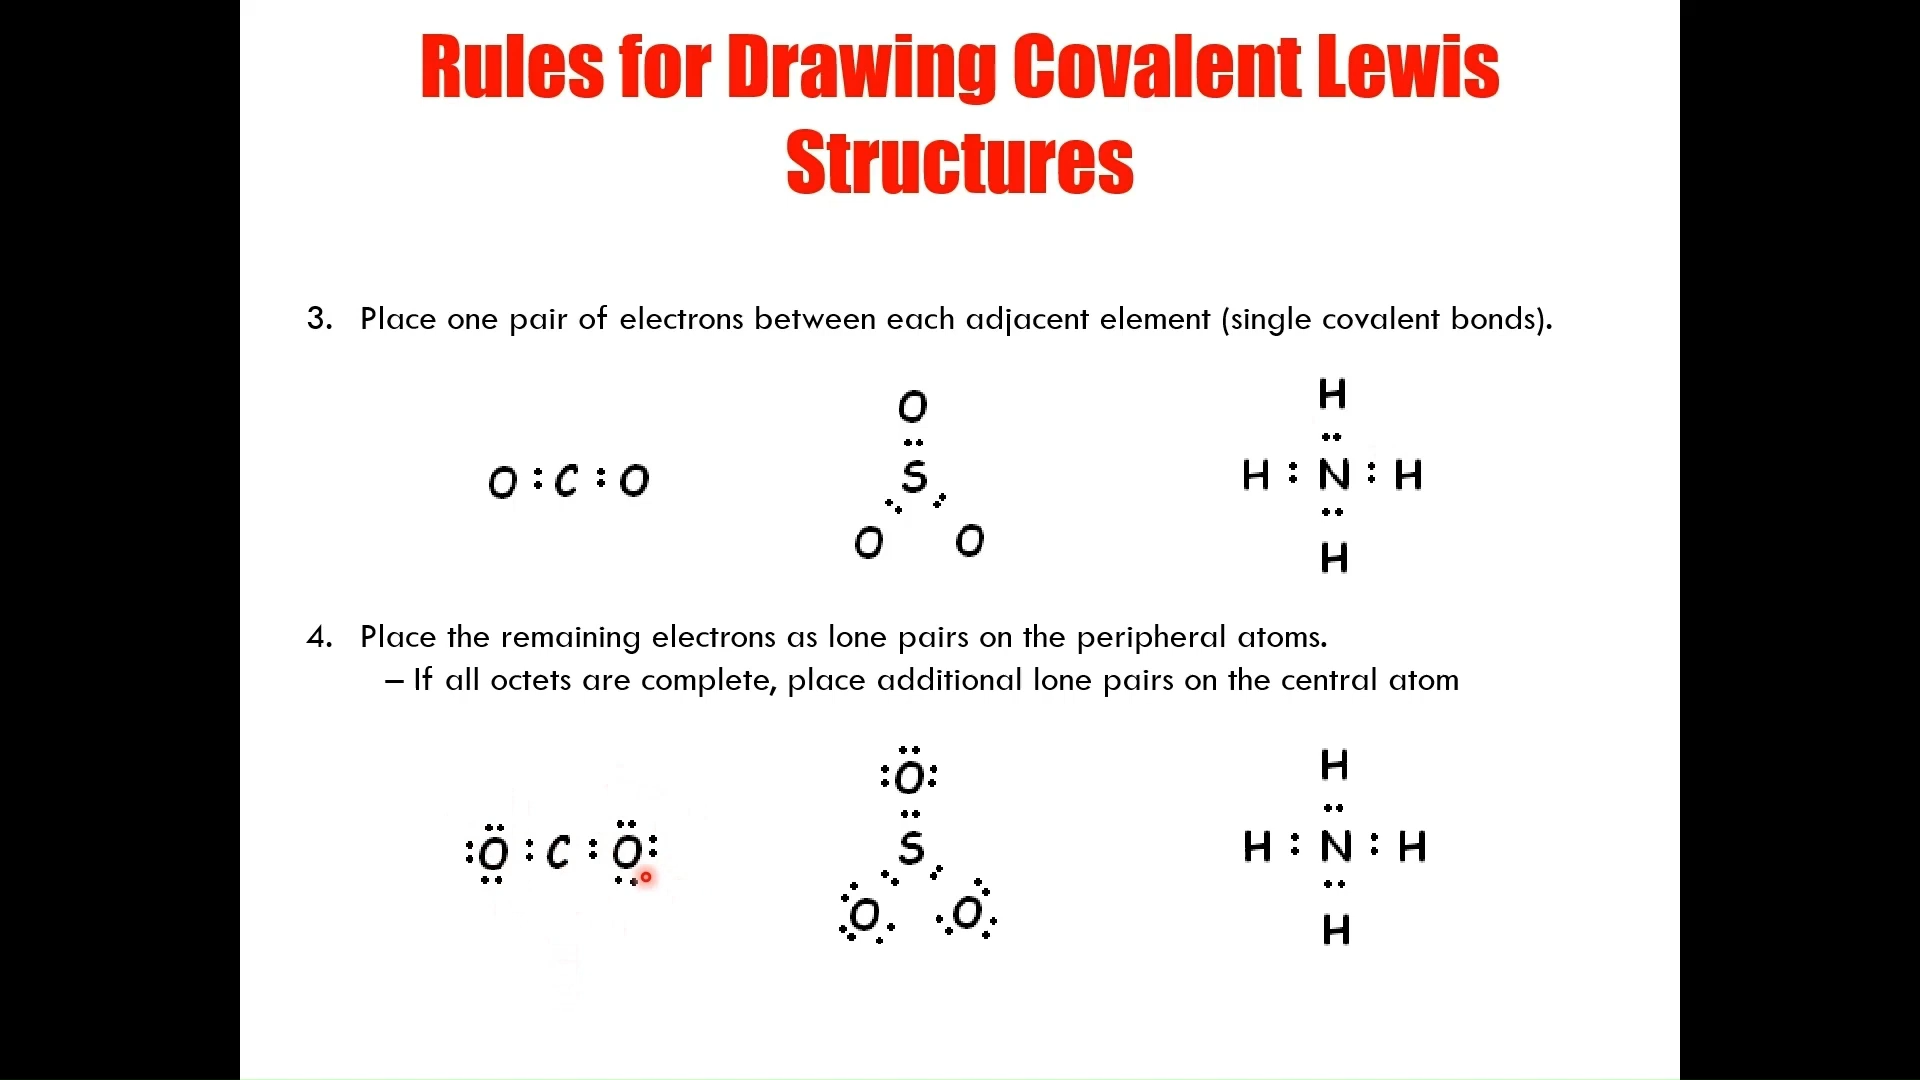 Rules for Drawing Covalent Lewis
Structures
3. Place one pair of electrons between each adjacent element (single covalent bonds).
O
S
O O
O : C : O
H
H : N : H
H
4. Place the remaining electrons as lone pairs on the peripheral atoms.
– If all octets are complete, place additional lone pairs on the central atom
:O : C : O:
:O:
S
O O
H
H : N : H
H